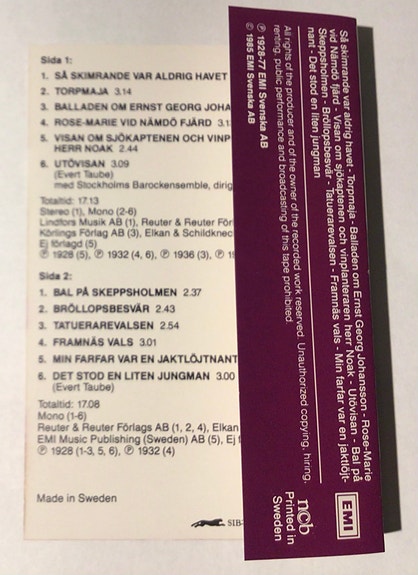 Sida 1:
1. SÅ SKIMRANDE VAR ALDRIG HAVET
2. TORPMAJA 3.14
3. BALLADEN OM ERNST GEORG JOHA
4. ROSE-MARIE VID NÄMDÖ FJÄRD
5. VISAN OM SJÖKAPTENEN OCH VINP
HERR NOAK 2.44
6. UTÖVISAN 3.09
(Evert Taube)
med Stockholms Barockensemble, dirig
Totaltid: 17.13
Stereo (1), Mono (2-6)
Lindfors Musik AB (1), Reuter & Reuter För
Körlings Förlag AB (3), Elkan & Schildknec
Ej förlagd (5)
℗ 1928 (5), ℗ 1932 (4, 6), ℗ 1936 (3), ℗
Sida 2:
1. BAL PÅ SKEPPSHOLMEN 2.37
2. BRÖLLOPSBESVÄR 2.43
3. TATUERAREVALSEN 2.54
4. FRAMNÄS VALS 3.01
5. MIN FARFAR VAR EN JAKTLÖJTNANT
6. DET STOD EN LITEN JUNGMAN 3.00
(Evert Taube)
Totaltid: 17.08
Mono (1-6)
Reuter & Reuter Förlags AB (1, 2, 4), Elkan
EMI Music Publishing (Sweden) AB (5), Ej
℗ 1928 (1-3, 5, 6), ℗ 1932 (4)
Made in Sweden
SIB-
Så skimrande var aldrig havet - Torpmaja - Balladen om Ernst Georg Johansson - Rose-Marie
vid Nämdö fjärd - Visan om sjökaptenen och vinplanteraren herr Noak - Utövisan - Bal på
Skeppsholmen - Bröllopsbesvär - Tatuerarevalsen - Framnäs vals - Min farfar var en jaktlöjt-
nant - Det stod en liten jungman
All rights of the producer and of the owner of the recorded work reserved. Unauthorized copying, hiring,
renting, public performance and broadcasting of this tape prohibited.
℗ 1928-77 EMI Svenska AB
© 1985 EMI Svenska AB
EMI
ncb
Printed in
Sweden